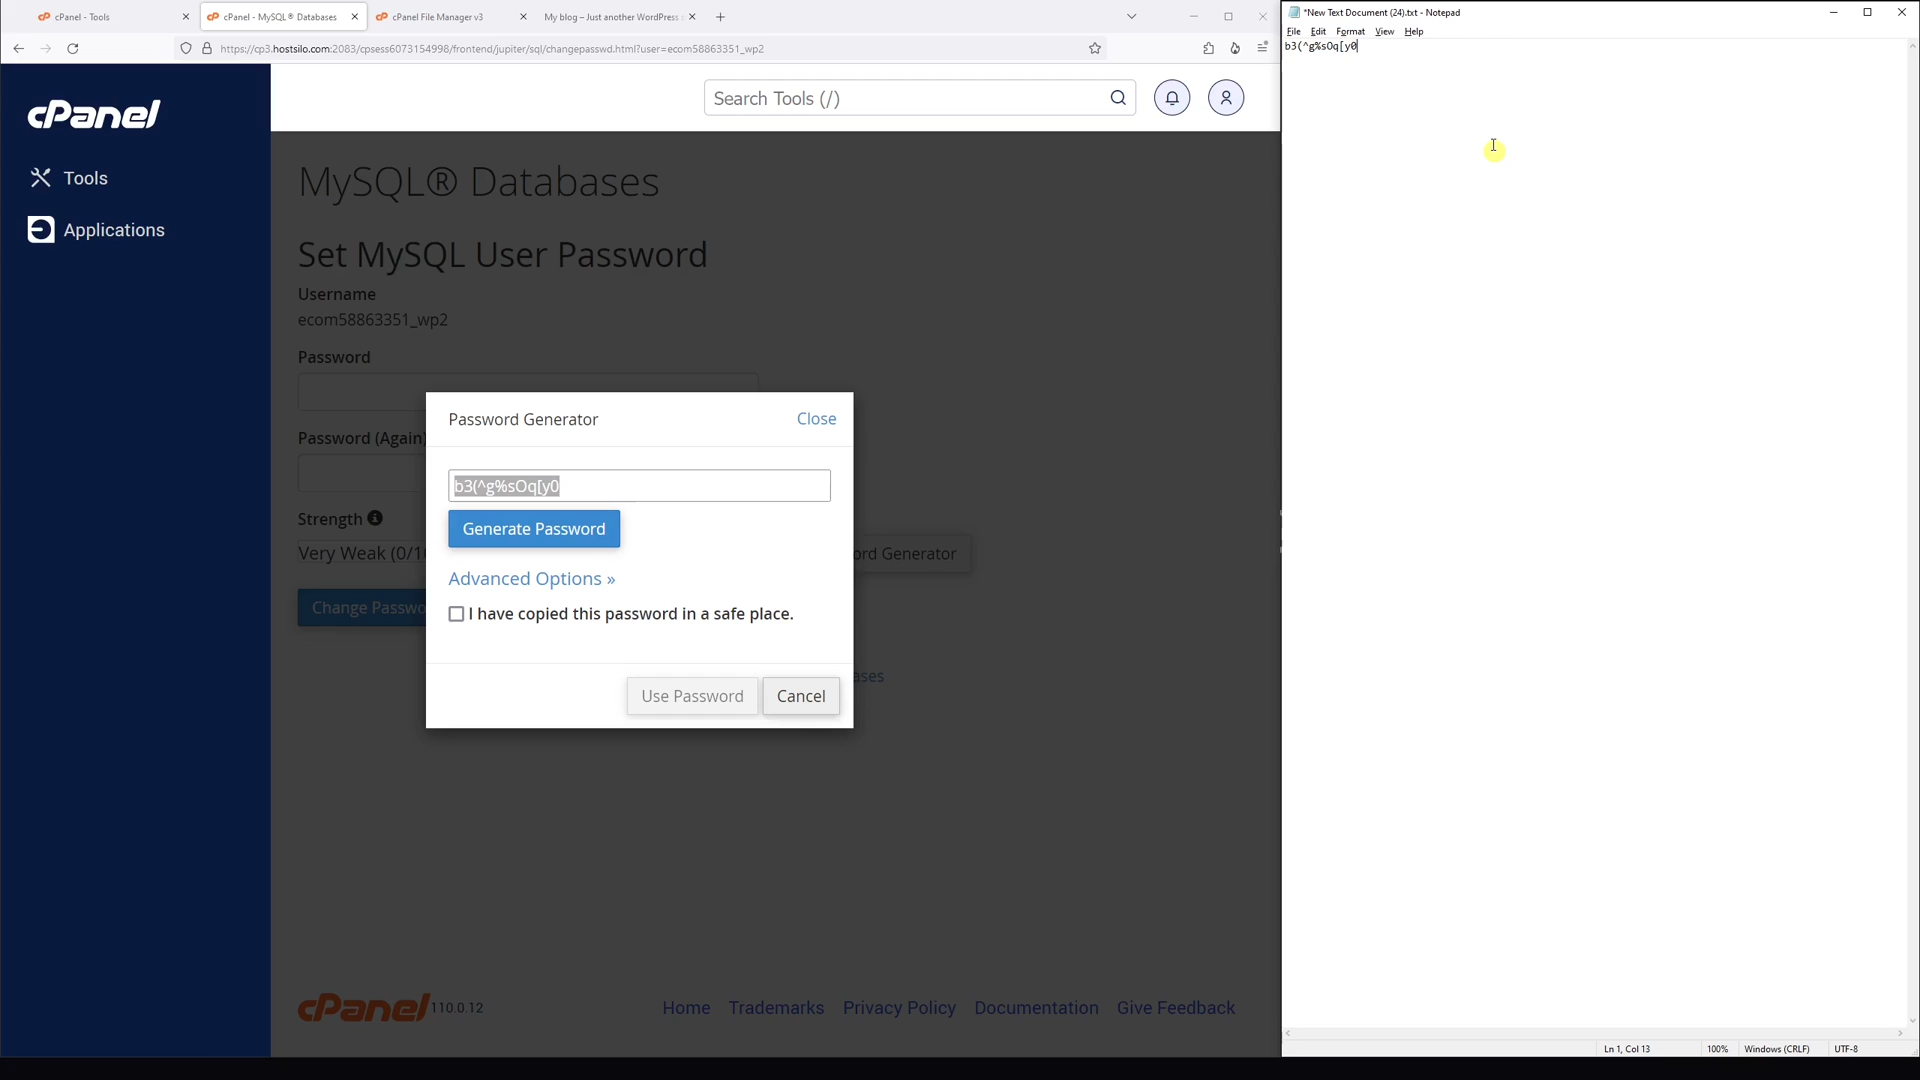 cPanel - Tools
cPanel - MySQL® Databases
cPanel File Manager v3
My blog – Just another WordPress
https://cp3.hostsilo.com:2083/cpsess6073154998/frontend/jupiter/sql/changepasswd.html?user=ecom58863351_wp2
cPanel
Tools
Applications
Search Tools (/)
MySQL® Databases
Set MySQL User Password
Username
ecom58863351_wp2
Password
Password (Again)
Strength
Very Weak (0/1
ord Generator
Change Passwo
ases
Password Generator
Close
b3(^g%sOq[y0
Generate Password
Advanced Options »
I have copied this password in a safe place.
Use Password
Cancel
cPanel 110.0.12
Home
Trademarks
Privacy Policy
Documentation
Give Feedback
*New Text Document (24).txt - Notepad
File Edit Format View Help
b3(^g%sOq[y0
Ln 1, Col 13
100%
Windows (CRLF)
UTF-8